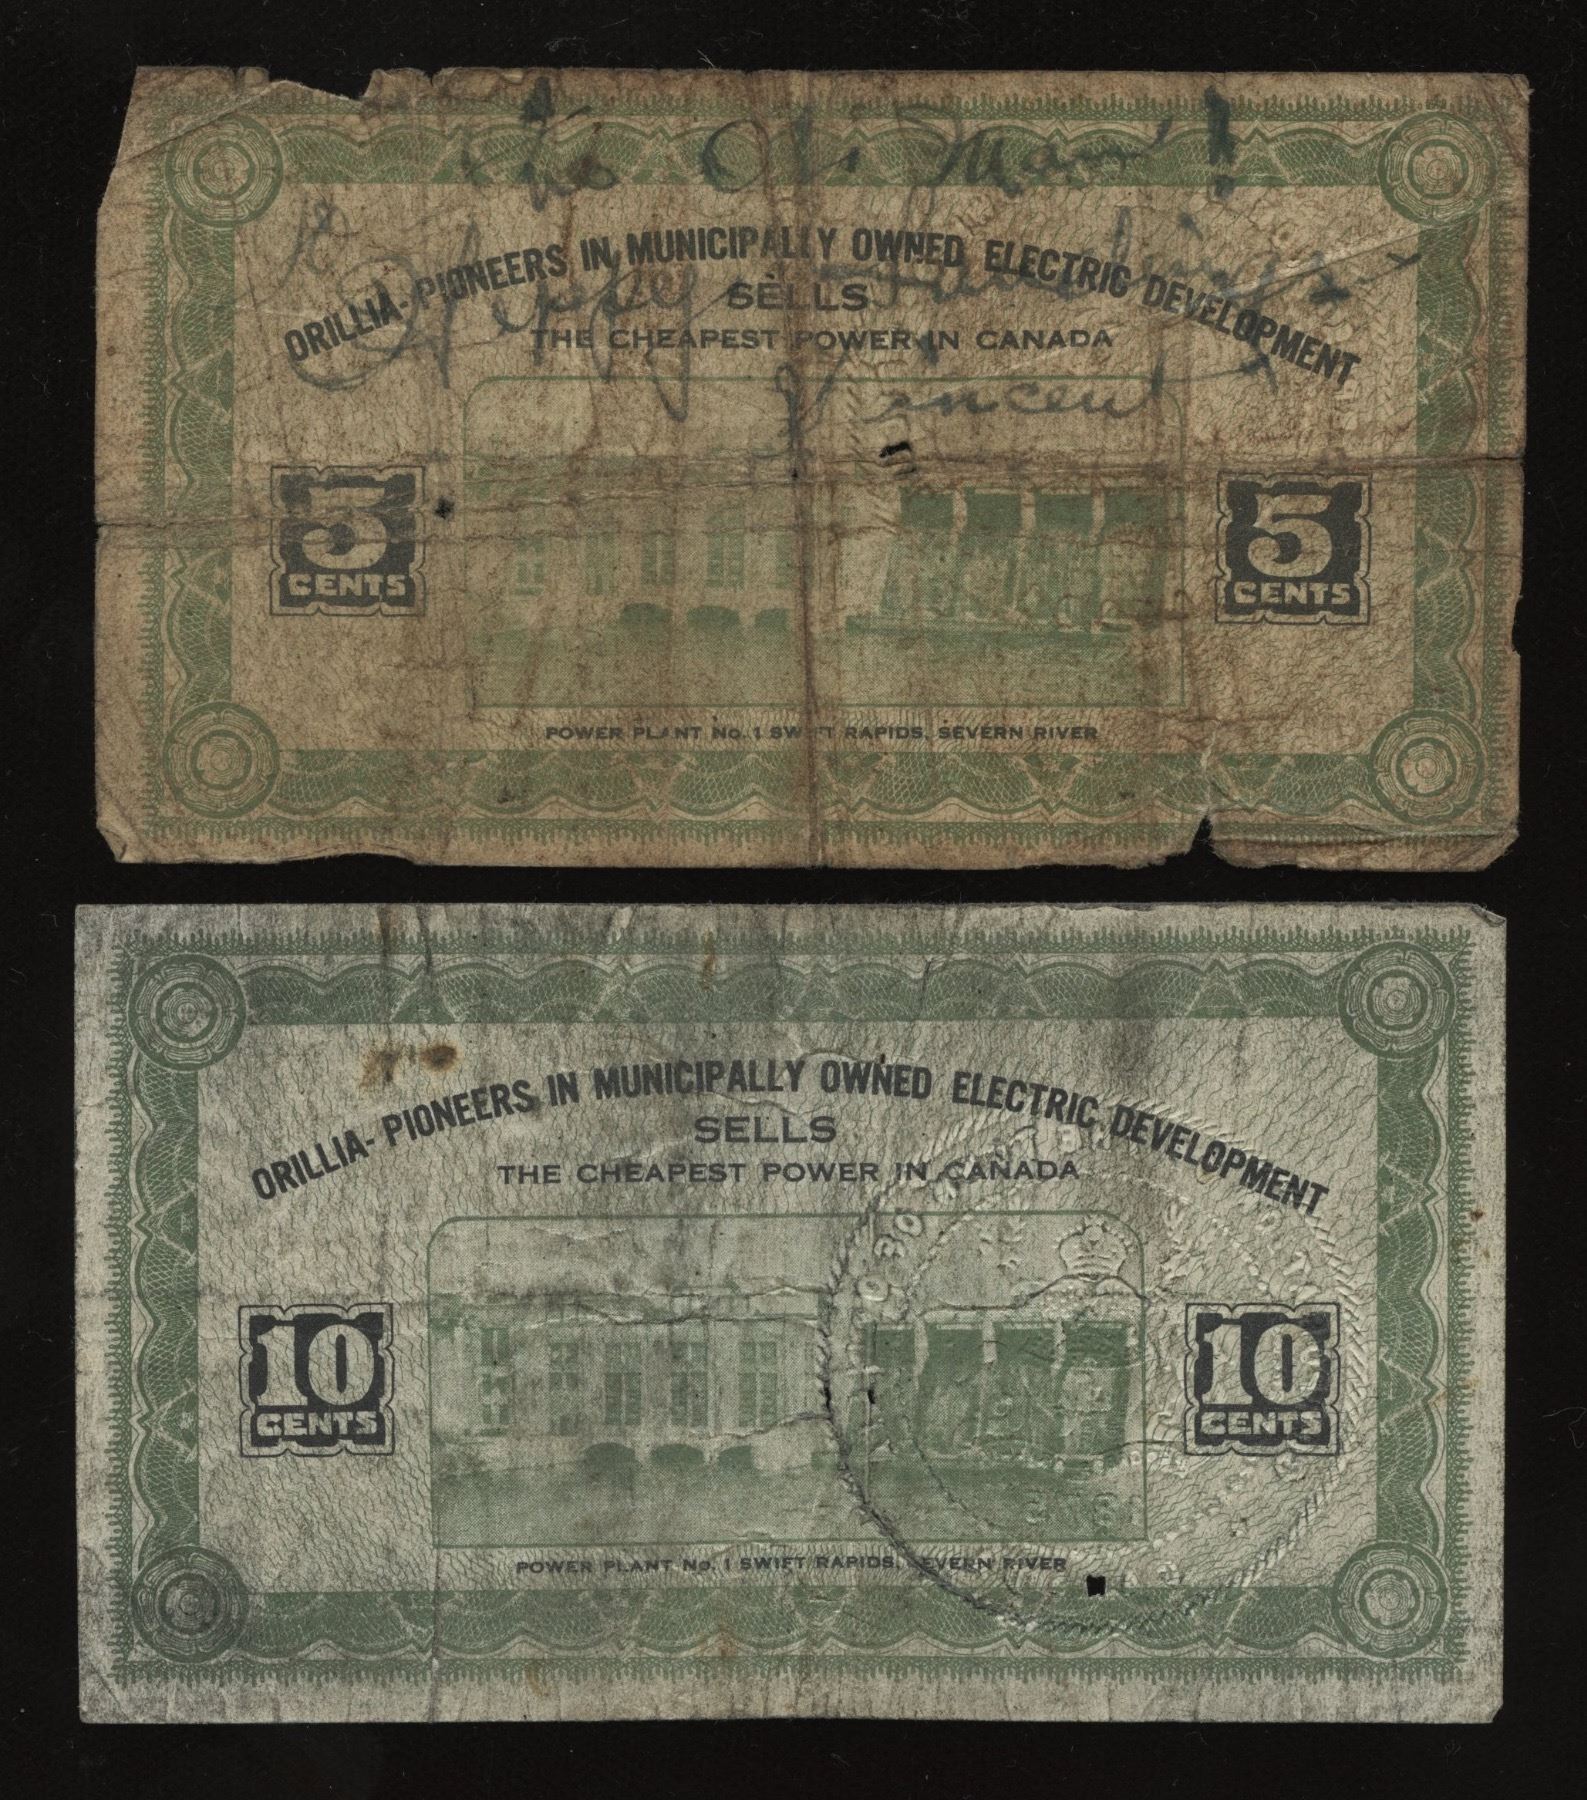 ORILLIA-PIONEERS IN MUNICIPALLY OWNED ELECTRIC DEVELOPMENT
SELLS
THE CHEAPEST POWER IN CANADA
Vincent
5 CENTS
5 CENTS
POWER PLANT No. 1 SWIFT RAPIDS, SEVERN RIVER
ORILLIA-PIONEERS IN MUNICIPALLY OWNED ELECTRIC DEVELOPMENT
SELLS
THE CHEAPEST POWER IN CANADA
10 CENTS
10 CENTS
POWER PLANT No. 1 SWIFT RAPIDS, SEVERN RIVER